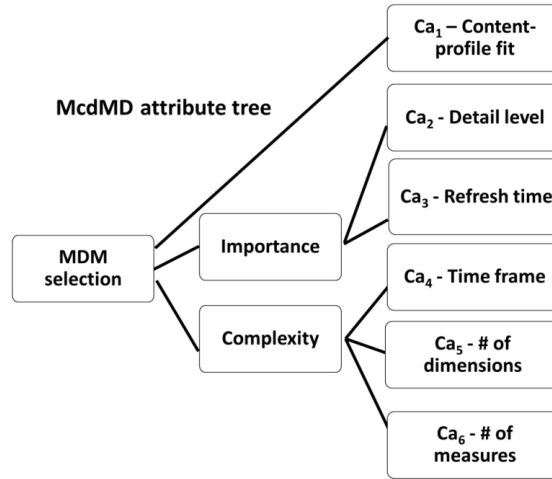 Ca₁ – Content-
profile fit
McdMD attribute tree
Ca₂ - Detail level
Ca₃ - Refresh time
MDM
selection
Importance
Ca₄ - Time frame
Complexity
Ca₅ - # of
dimensions
Ca₆ - # of
measures